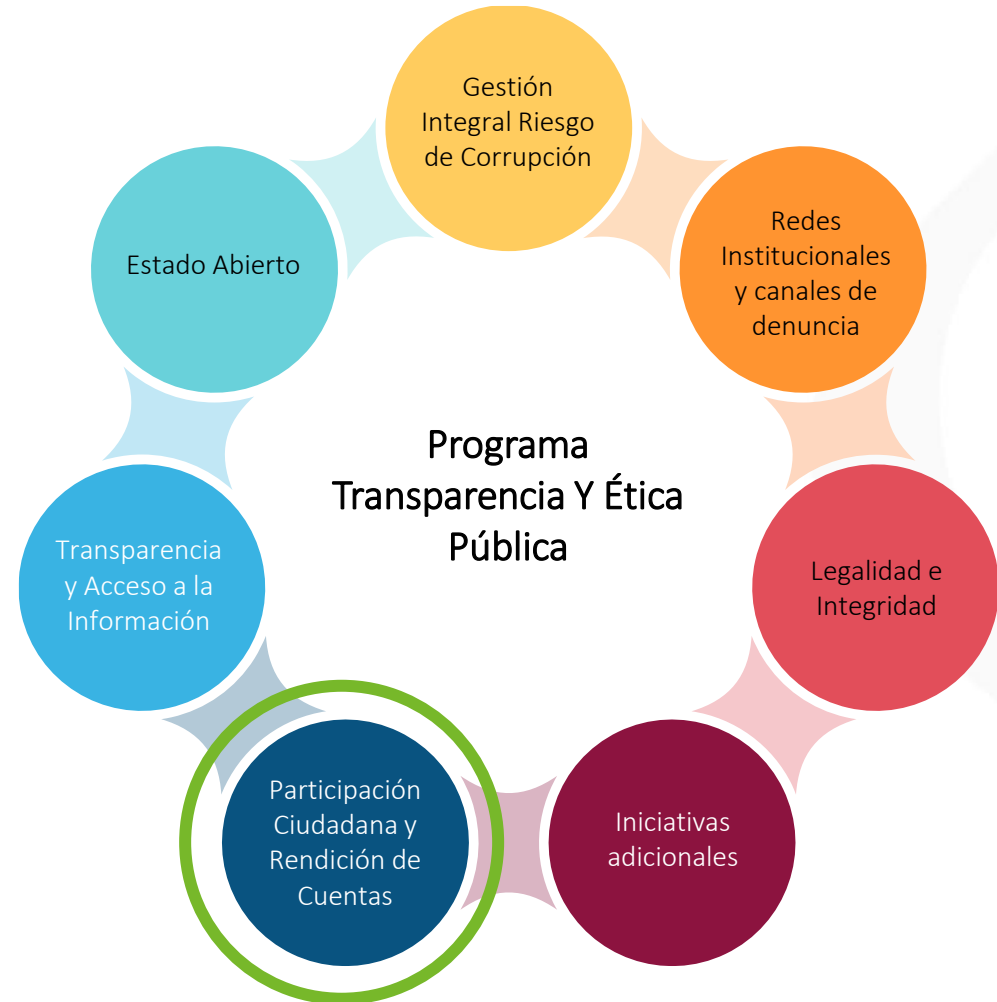 Gestión
Integral Riesgo
de Corrupción
Redes
Institucionales
y canales de
denuncia
Legalidad e
Integridad
Iniciativas
adicionales
Participación
Ciudadana y
Rendición de
Cuentas
Transparencia
y Acceso a la
Información
Estado Abierto
Programa
Transparencia Y Ética
Pública